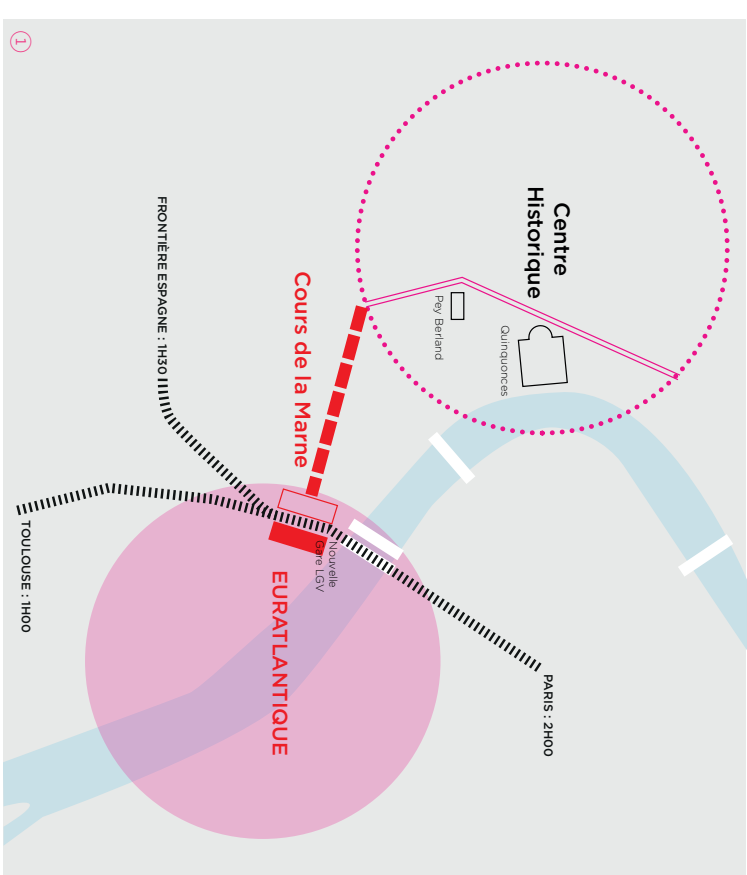 1
Centre
Historique
Quinquonces
Pey Berland
Cours de la Marne
FRONTIÈRE ESPAGNE : 1H30
Nouvelle
Gare LGV
EURATLANTIQUE
PARIS : 2H00
TOULOUSE : 1H00